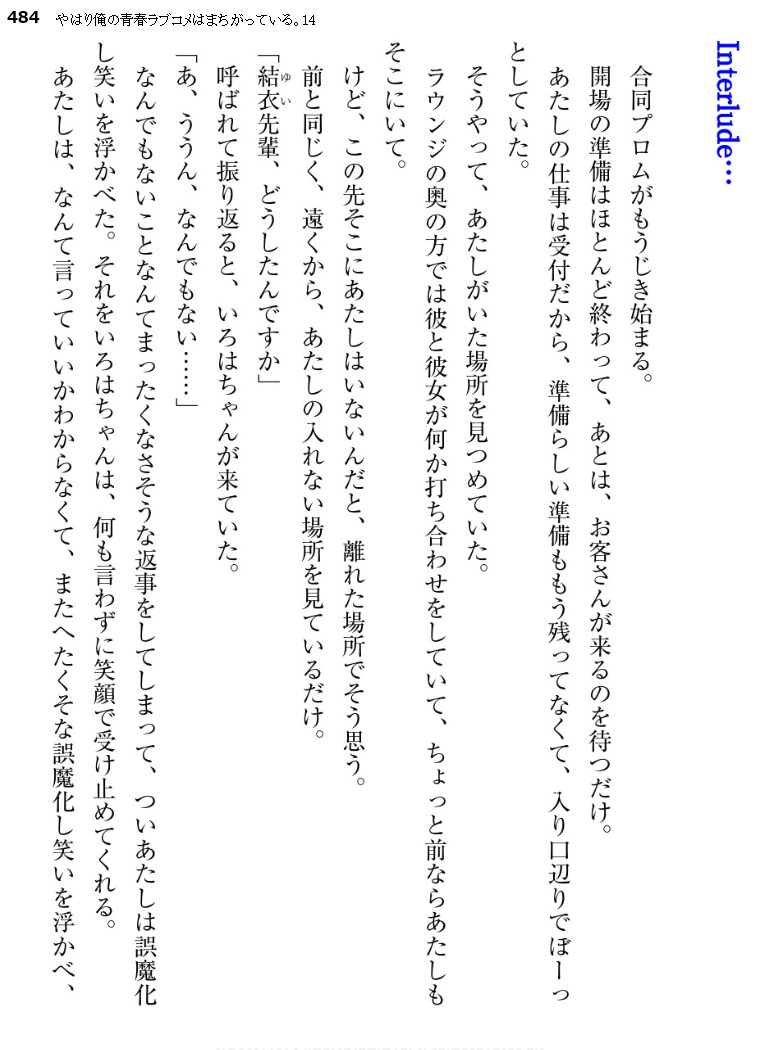 484 やはり俺の青春ラブコメはまちがっている。14
Interlude…
合同プロムがもうじき始まる。
開場の準備はほとんど終わって、あとは、お客さんが来るのを待つだけ。
あたしの仕事は受付だから、準備らしい準備ももう残ってなくて、入り口辺りでぼーっ
としていた。
そうやって、あたしがいた場所を見つめていた。
ラウンジの奥の方では彼と彼女が何か打ち合わせをしていて、ちょっと前ならあたしも
そこにいて。
けど、この先そこにあたしはいないんだと、離れた場所でそう思う。
前と同じく、遠くから、あたしの入れない場所を見ているだけ。
「結衣先輩、どうしたんですか」
ゆい
呼ばれて振り返ると、いろはちゃんが来ていた。
「あ、ううん、なんでもない……」
なんでもないことなんてまったくなさそうな返事をしてしまって、ついあたしは誤魔化
し笑いを浮かべた。それをいろはちゃんは、何も言わずに笑顔で受け止めてくれる。
あたしは、なんて言っていいかわからなくて、またへたくそな誤魔化し笑いを浮かべ、